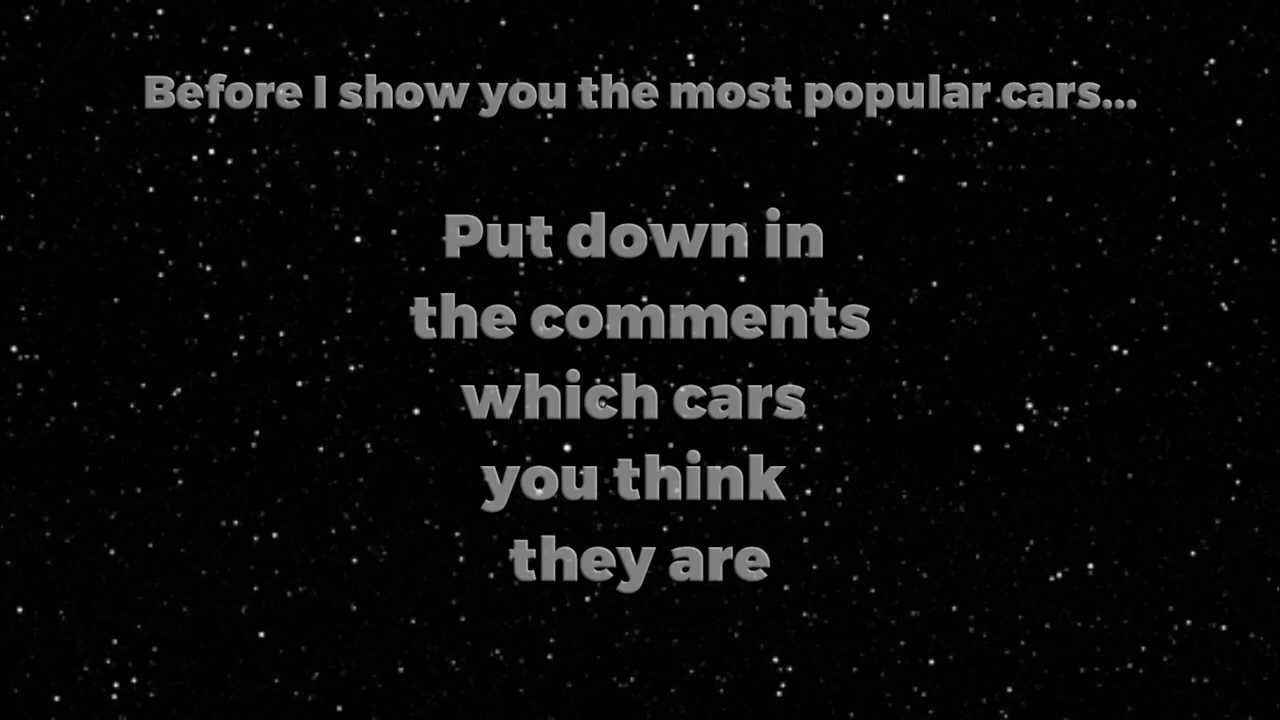 Before I show you the most popular cars...
Put down in
the comments
which cars
you think
they are